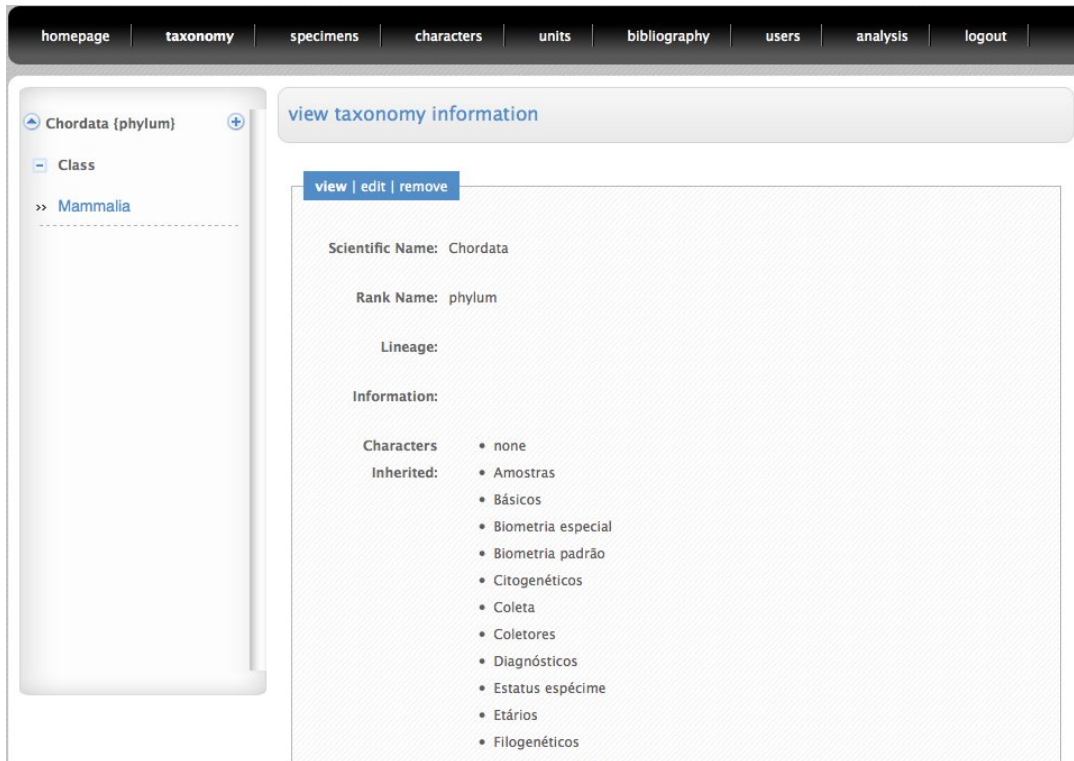 homepage taxonomy specimens characters units bibliography users analysis logout
Chordata {phylum}
Class
Mammalia
view taxonomy information
view | edit | remove
Scientific Name: Chordata
Rank Name: phylum
Lineage:
Information:
Characters Inherited:
• none
• Amostras
• Básicos
• Biometria especial
• Biometria padrão
• Citogenéticos
• Coleta
• Coletores
• Diagnósticos
• Estatus espécime
• Etários
• Filogenéticos